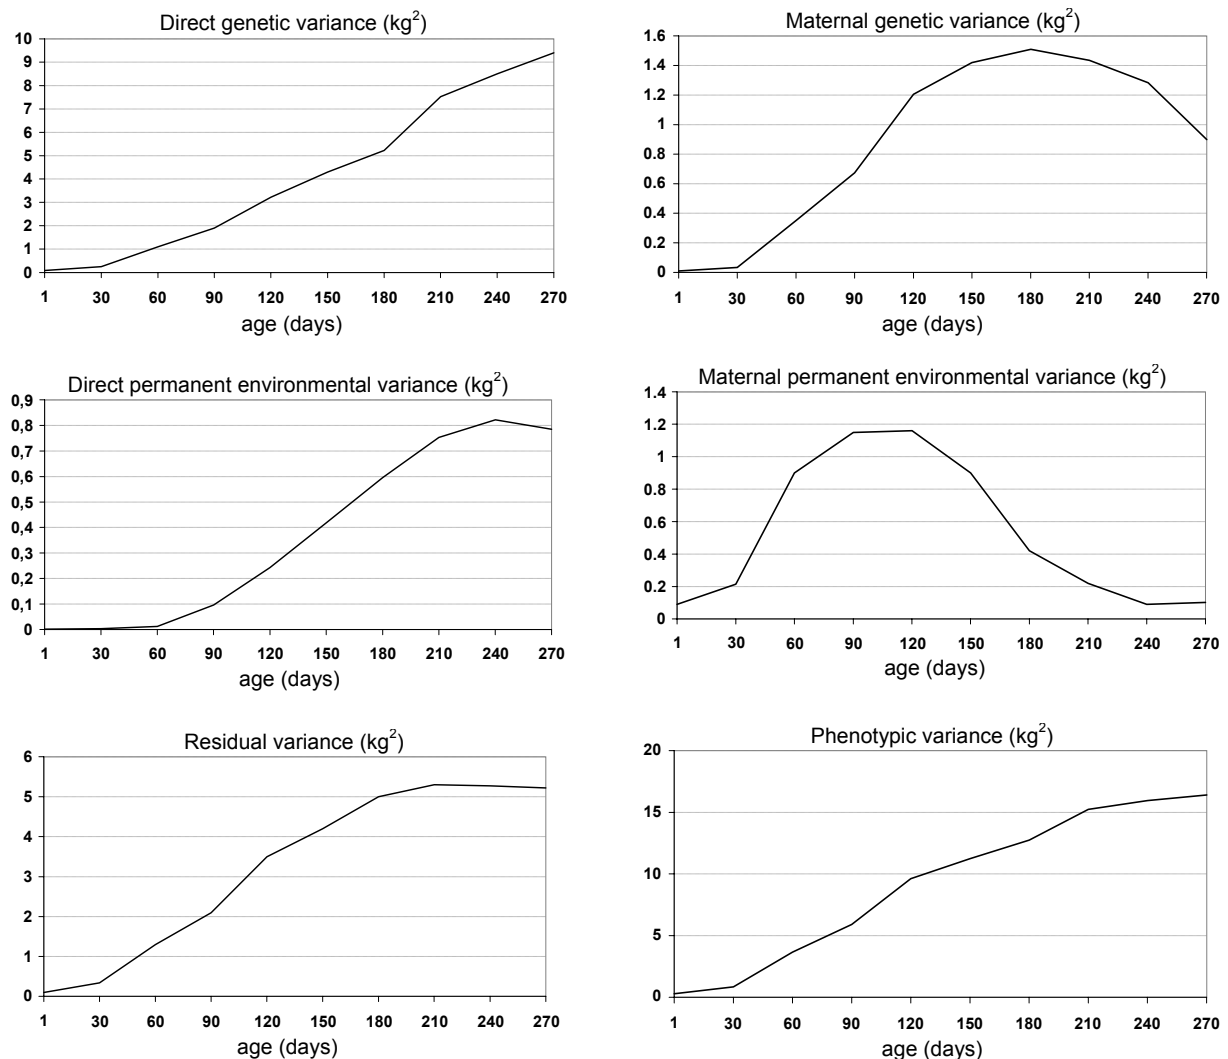 Direct genetic variance (kg²)
10
9
8
7
6
5
4
3
2
1
0
1 30 60 90 120 150 180 210 240 270
age (days)
Maternal genetic variance (kg²)
1.6
1.4
1.2
1
0.8
0.6
0.4
0.2
0
1 30 60 90 120 150 180 210 240 270
age (days)
Direct permanent environmental variance (kg²)
0,9
0,8
0,7
0,6
0,5
0,4
0,3
0,2
0,1
0
1 30 60 90 120 150 180 210 240 270
age (days)
Maternal permanent environmental variance (kg²)
1.4
1.2
1
0.8
0.6
0.4
0.2
0
1 30 60 90 120 150 180 210 240 270
age (days)
Residual variance (kg²)
6
5
4
3
2
1
0
1 30 60 90 120 150 180 210 240 270
age (days)
Phenotypic variance (kg²)
20
15
10
5
0
1 30 60 90 120 150 180 210 240 270
age (days)